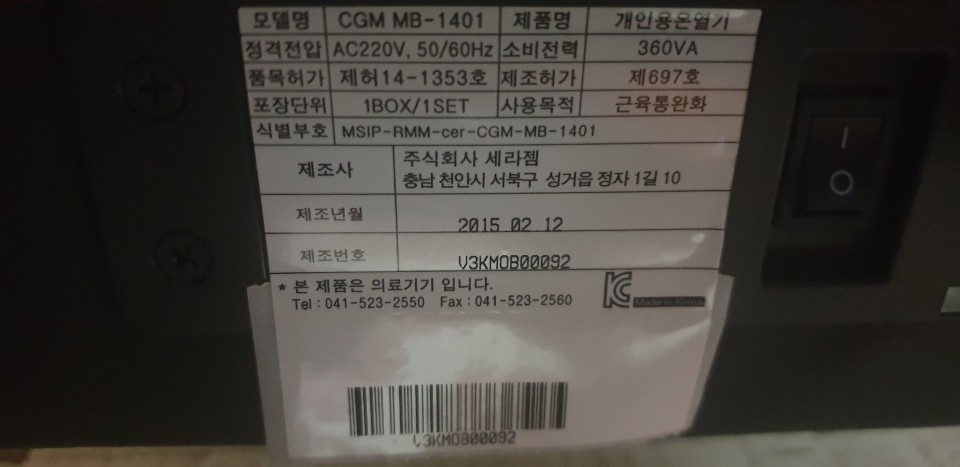 모델명 CGM MB-1401 제품명 개인용온열기
정격전압 AC220V, 50/60Hz 소비전력 360VA
품목허가 제허14-1353호 제조허가 제697호
포장단위 1BOX/1SET 사용목적 근육통완화
식별부호 MSIP-RMM-cer-CGM-MB-1401
제조사 주식회사 세라젬
충남 천안시 서북구 성거읍 정자1길 10
제조년월 2015 02 12
제조번호 V3KMOB00092
* 본 제품은 의료기기 입니다.
Tel : 041-523-2550 Fax : 041-523-2560
KC Made in Korea
V3KMOB00092
I
O